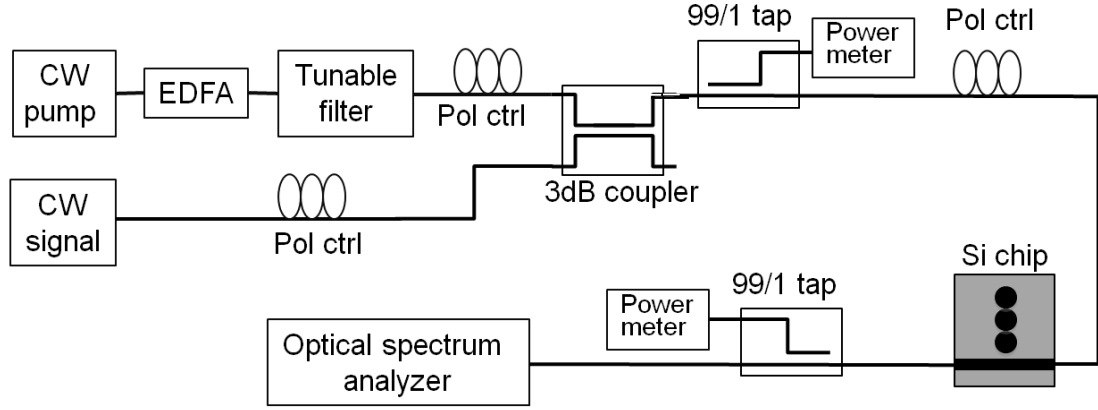 99/1 tap
Pol ctrl
Power
meter
CW
pump
EDFA
Tunable
filter
Pol ctrl
3dB coupler
CW
signal
Pol ctrl
Si chip
99/1 tap
Power
meter
Optical spectrum
analyzer